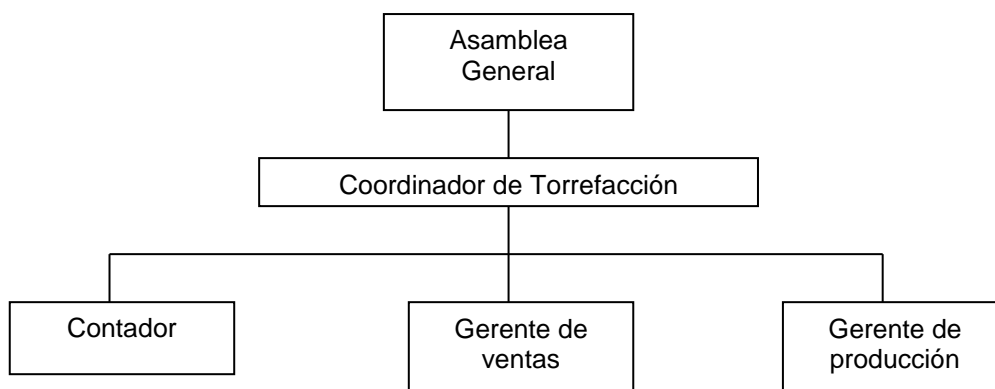 Asamblea
General
Coordinador de Torrefacción
Contador
Gerente de
ventas
Gerente de
producción